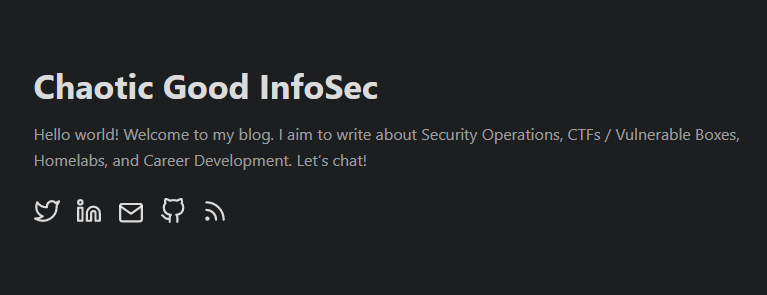 Chaotic Good InfoSec
Hello world! Welcome to my blog. I aim to write about Security Operations, CTFs / Vulnerable Boxes,
Homelabs, and Career Development. Let’s chat!